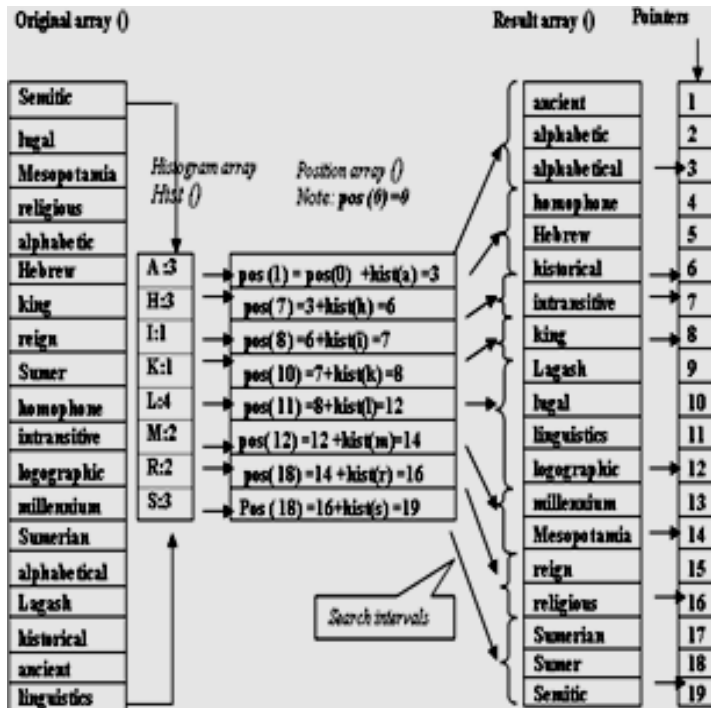 Original array ()
Result array ()
Pointers
Semitic
lugal
Mesopotamia
religious
alphabetic
Hebrew
king
reign
Sumer
homophone
intransitive
logographic
millennium
Sumerian
alphabetical
Lagash
historical
ancient
linguistics
Histogram array
Hist ()
A:3
H:3
I:1
K:1
L:4
M:2
R:2
S:3
Position array ()
Note: pos (0) =0
pos (1) = pos(0) +hist(a) =3
pos( 7) =3+hist(h) =6
pos( 8) =6+hist(i) =7
pos( 10) =7+hist(k) =8
pos( 11) =8+hist(l)=12
pos( 12) =12 +hist(m)=14
pos( 18) =14 +hist(r)=16
Pos ( 18) =16+hist(s) =19
Search intervals
ancient
alphabetic
alphabetical
homophone
Hebrew
historical
intransitive
king
Lagash
lugal
linguistics
logographic
millennium
Mesopotamia
reign
religious
Sumerian
Sumer
Semitic
1
2
3
4
5
6
7
8
9
10
11
12
13
14
15
16
17
18
19